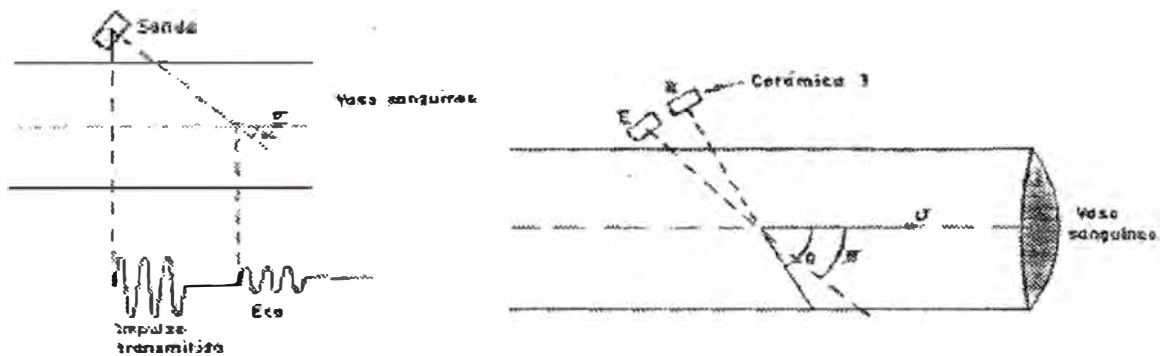 Sonda
Vaso sanguíneo
Eco
Impulso
transmitido
E
R
Cerámica 1
Vaso
sanguíneo